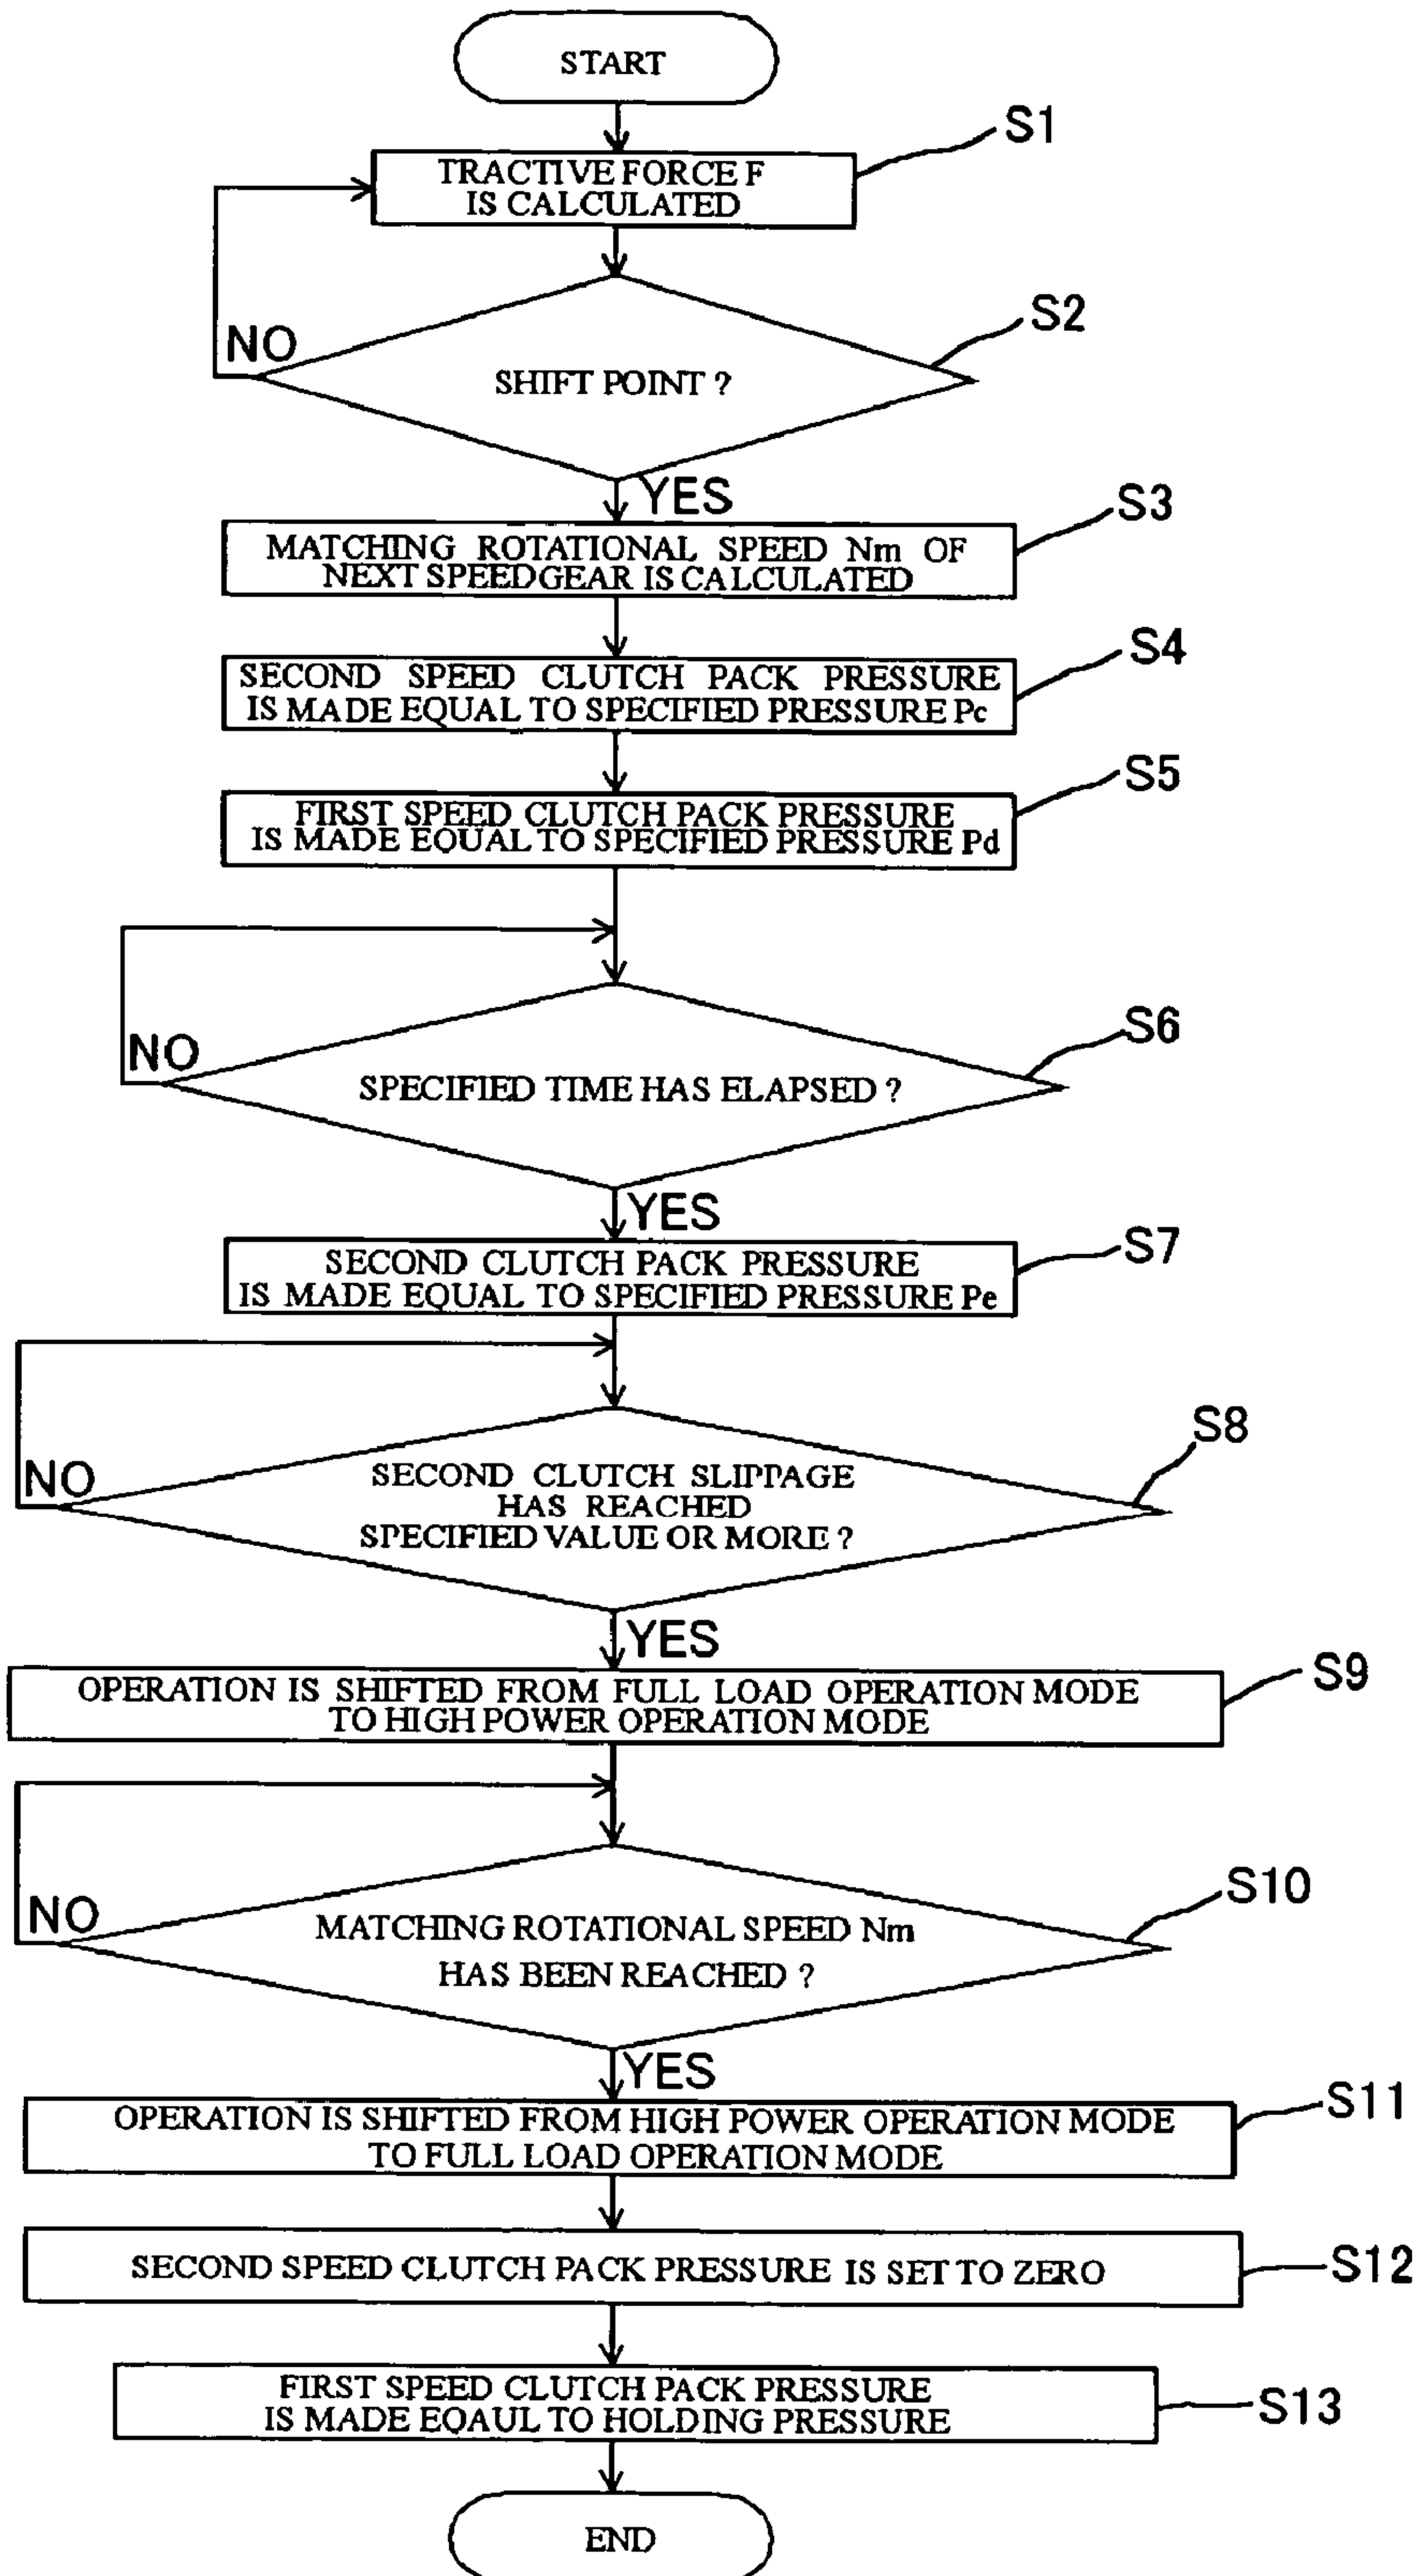 START
S1
TRACTIVE FORCE F
IS CALCULATED
S2
NO
SHIFT POINT ?
YES
S3
MATCHING ROTATIONAL SPEED Nm OF
NEXT SPEEDGEAR IS CALCULATED
S4
SECOND SPEED CLUTCH PACK PRESSURE
IS MADE EQUAL TO SPECIFIED PRESSURE Pc
S5
FIRST SPEED CLUTCH PACK PRESSURE
IS MADE EQUAL TO SPECIFIED PRESSURE Pd
S6
NO
SPECIFIED TIME HAS ELAPSED ?
YES
S7
SECOND CLUTCH PACK PRESSURE
IS MADE EQUAL TO SPECIFIED PRESSURE Pe
S8
NO
SECOND CLUTCH SLIPPAGE
HAS REACHED
SPECIFIED VALUE OR MORE ?
YES
S9
OPERATION IS SHIFTED FROM FULL LOAD OPERATION MODE
TO HIGH POWER OPERATION MODE
S10
NO
MATCHING ROTATIONAL SPEED Nm
HAS BEEN REACHED ?
YES
S11
OPERATION IS SHIFTED FROM HIGH POWER OPERATION MODE
TO FULL LOAD OPERATION MODE
S12
SECOND SPEED CLUTCH PACK PRESSURE IS SET TO ZERO
FIRST SPEED CLUTCH PACK PRESSURE
IS MADE EQAUL TO HOLDING PRESSURE
S13
END